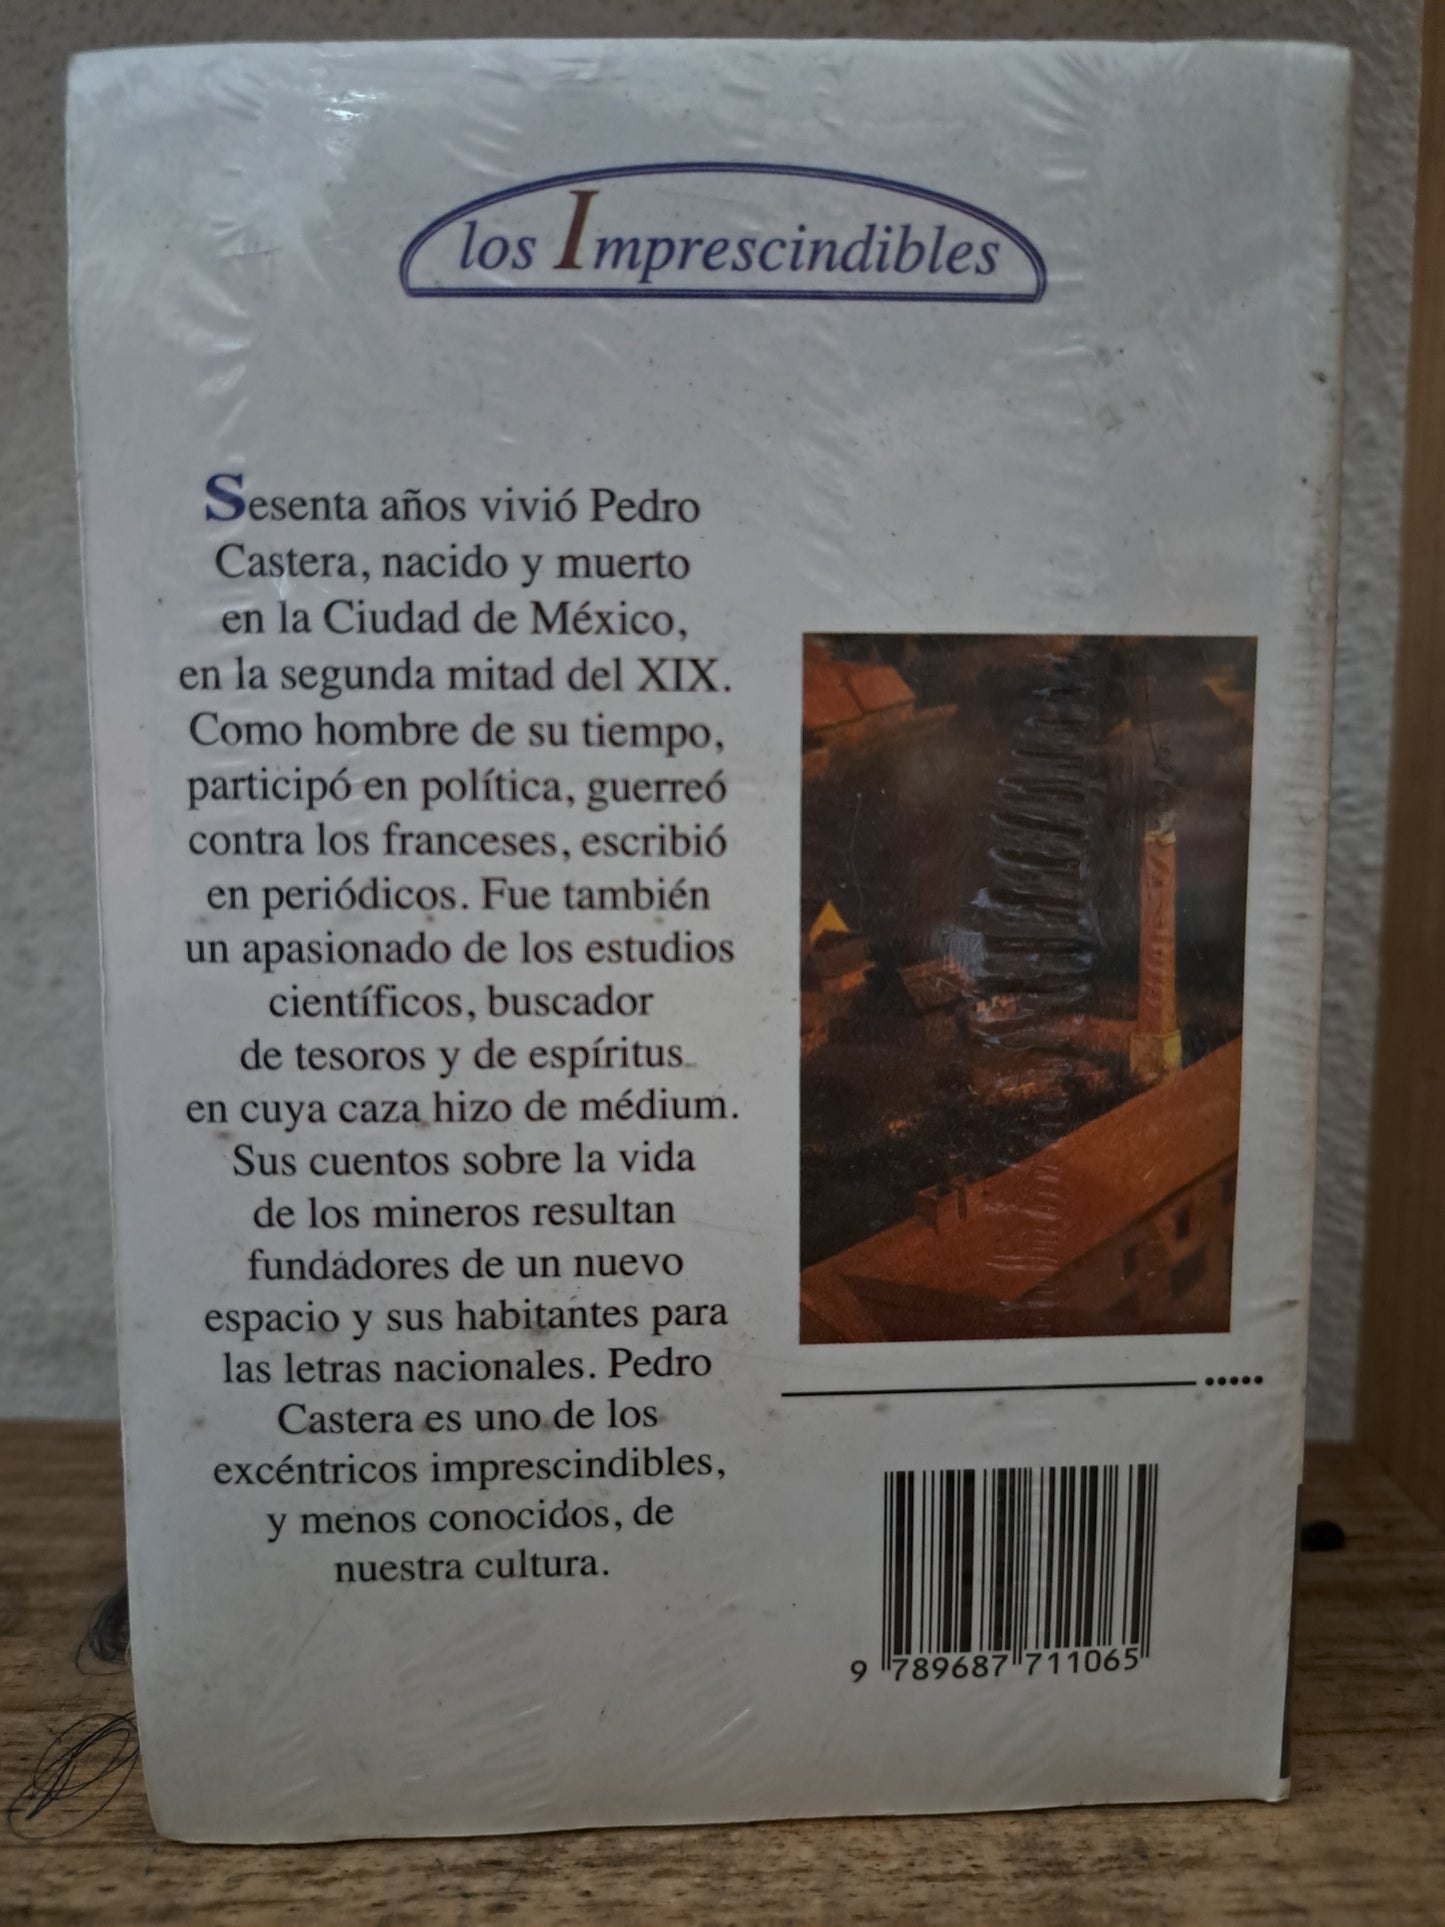 los Imprescindibles
Sesenta años vivió Pedro
Castera, nacido y muerto
en la Ciudad de México,
en la segunda mitad del XIX.
Como hombre de su tiempo,
participó en política, guerreó
contra los franceses, escribió
en periódicos. Fue también
un apasionado de los estudios
científicos, buscador
de tesoros y de espíritus
en cuya caza hizo de médium.
Sus cuentos sobre la vida
de los mineros resultan
fundadores de un nuevo
espacio y sus habitantes para
las letras nacionales. Pedro
Castera es uno de los
excéntricos imprescindibles,
y menos conocidos, de
nuestra cultura.
9 789687 711065